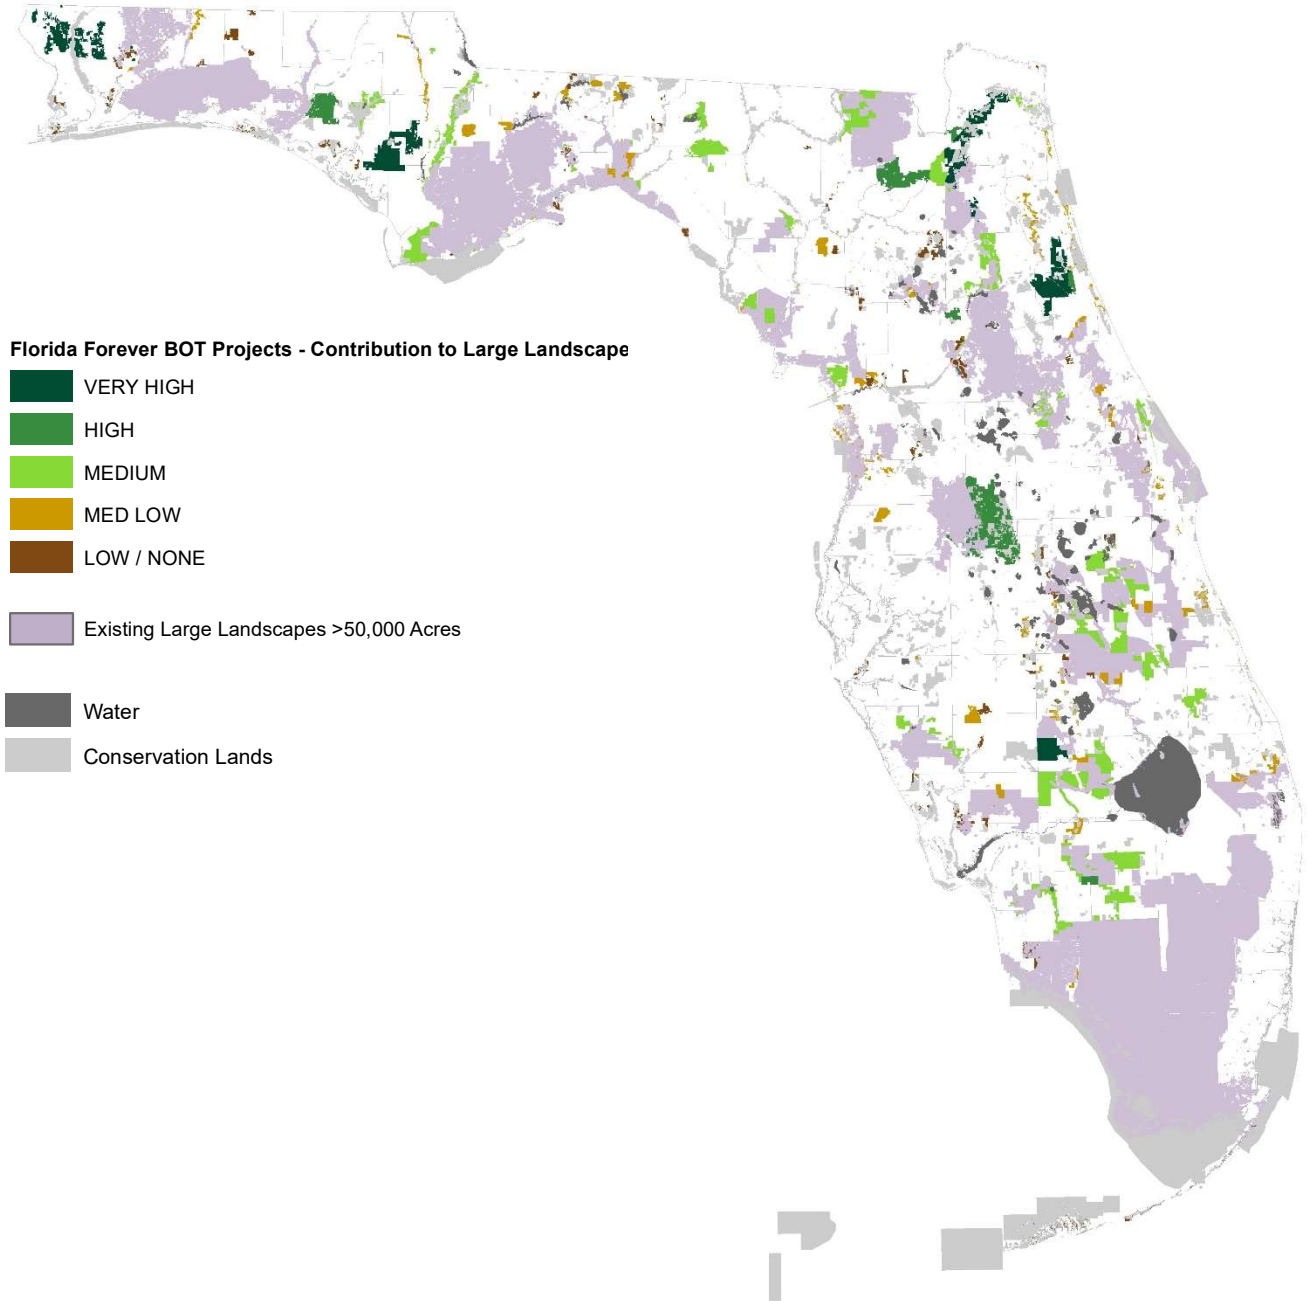 Florida Forever BOT Projects - Contribution to Large Landscape
VERY HIGH
HIGH
MEDIUM
MED LOW
LOW / NONE
Existing Large Landscapes >50,000 Acres
Water
Conservation Lands